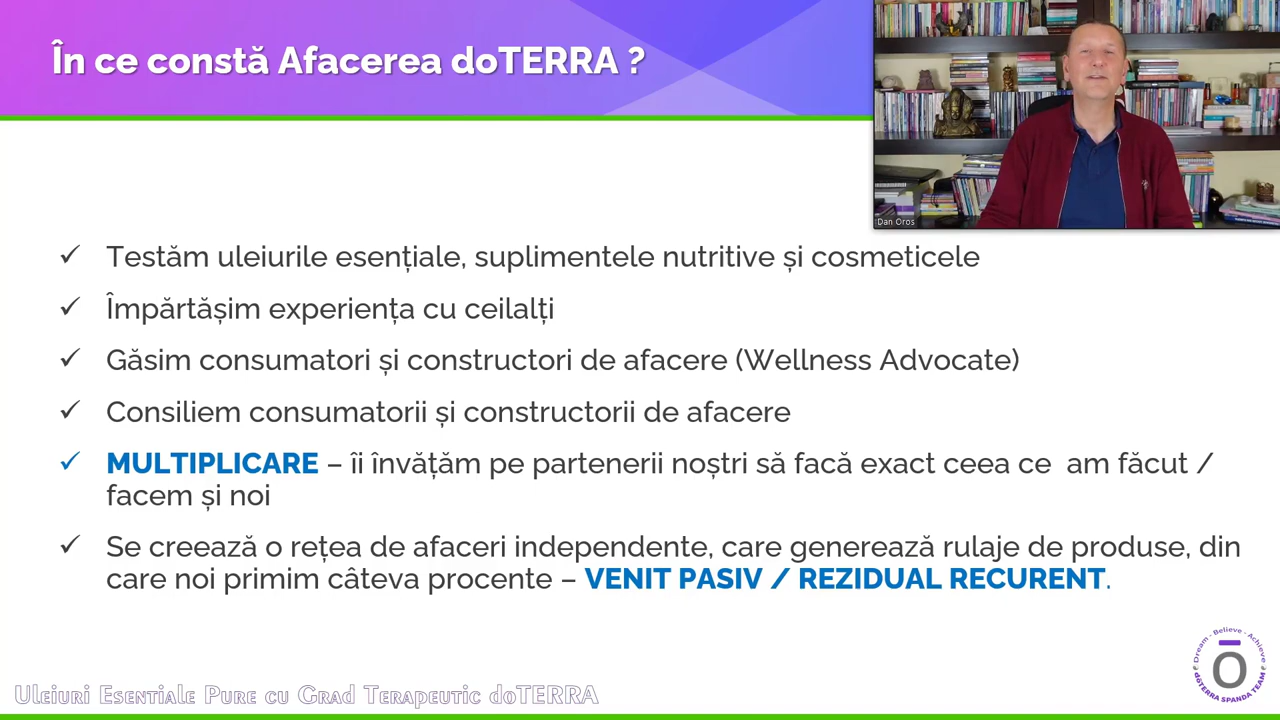 În ce constă Afacerea doTERRA ?
Dan Oros
✓ Testăm uleiurile esențiale, suplimentele nutritive și cosmeticele
✓ Împărtășim experiența cu ceilalți
✓ Găsim consumatori și constructori de afacere (Wellness Advocate)
✓ Consiliem consumatorii și constructorii de afacere
✓ MULTIPLICARE – îi învățăm pe partenerii noștri să facă exact ceea ce  am făcut /
facem și noi
✓ Se creează o rețea de afaceri independente, care generează rulaje de produse, din
care noi primim câteva procente – VENIT PASIV / REZIDUAL RECURENT.
Dream - Believe - Achieve
dōTERRA SPANDA TEAM
Uleiuri Esentiale Pure cu Grad Terapeutic doTERRA